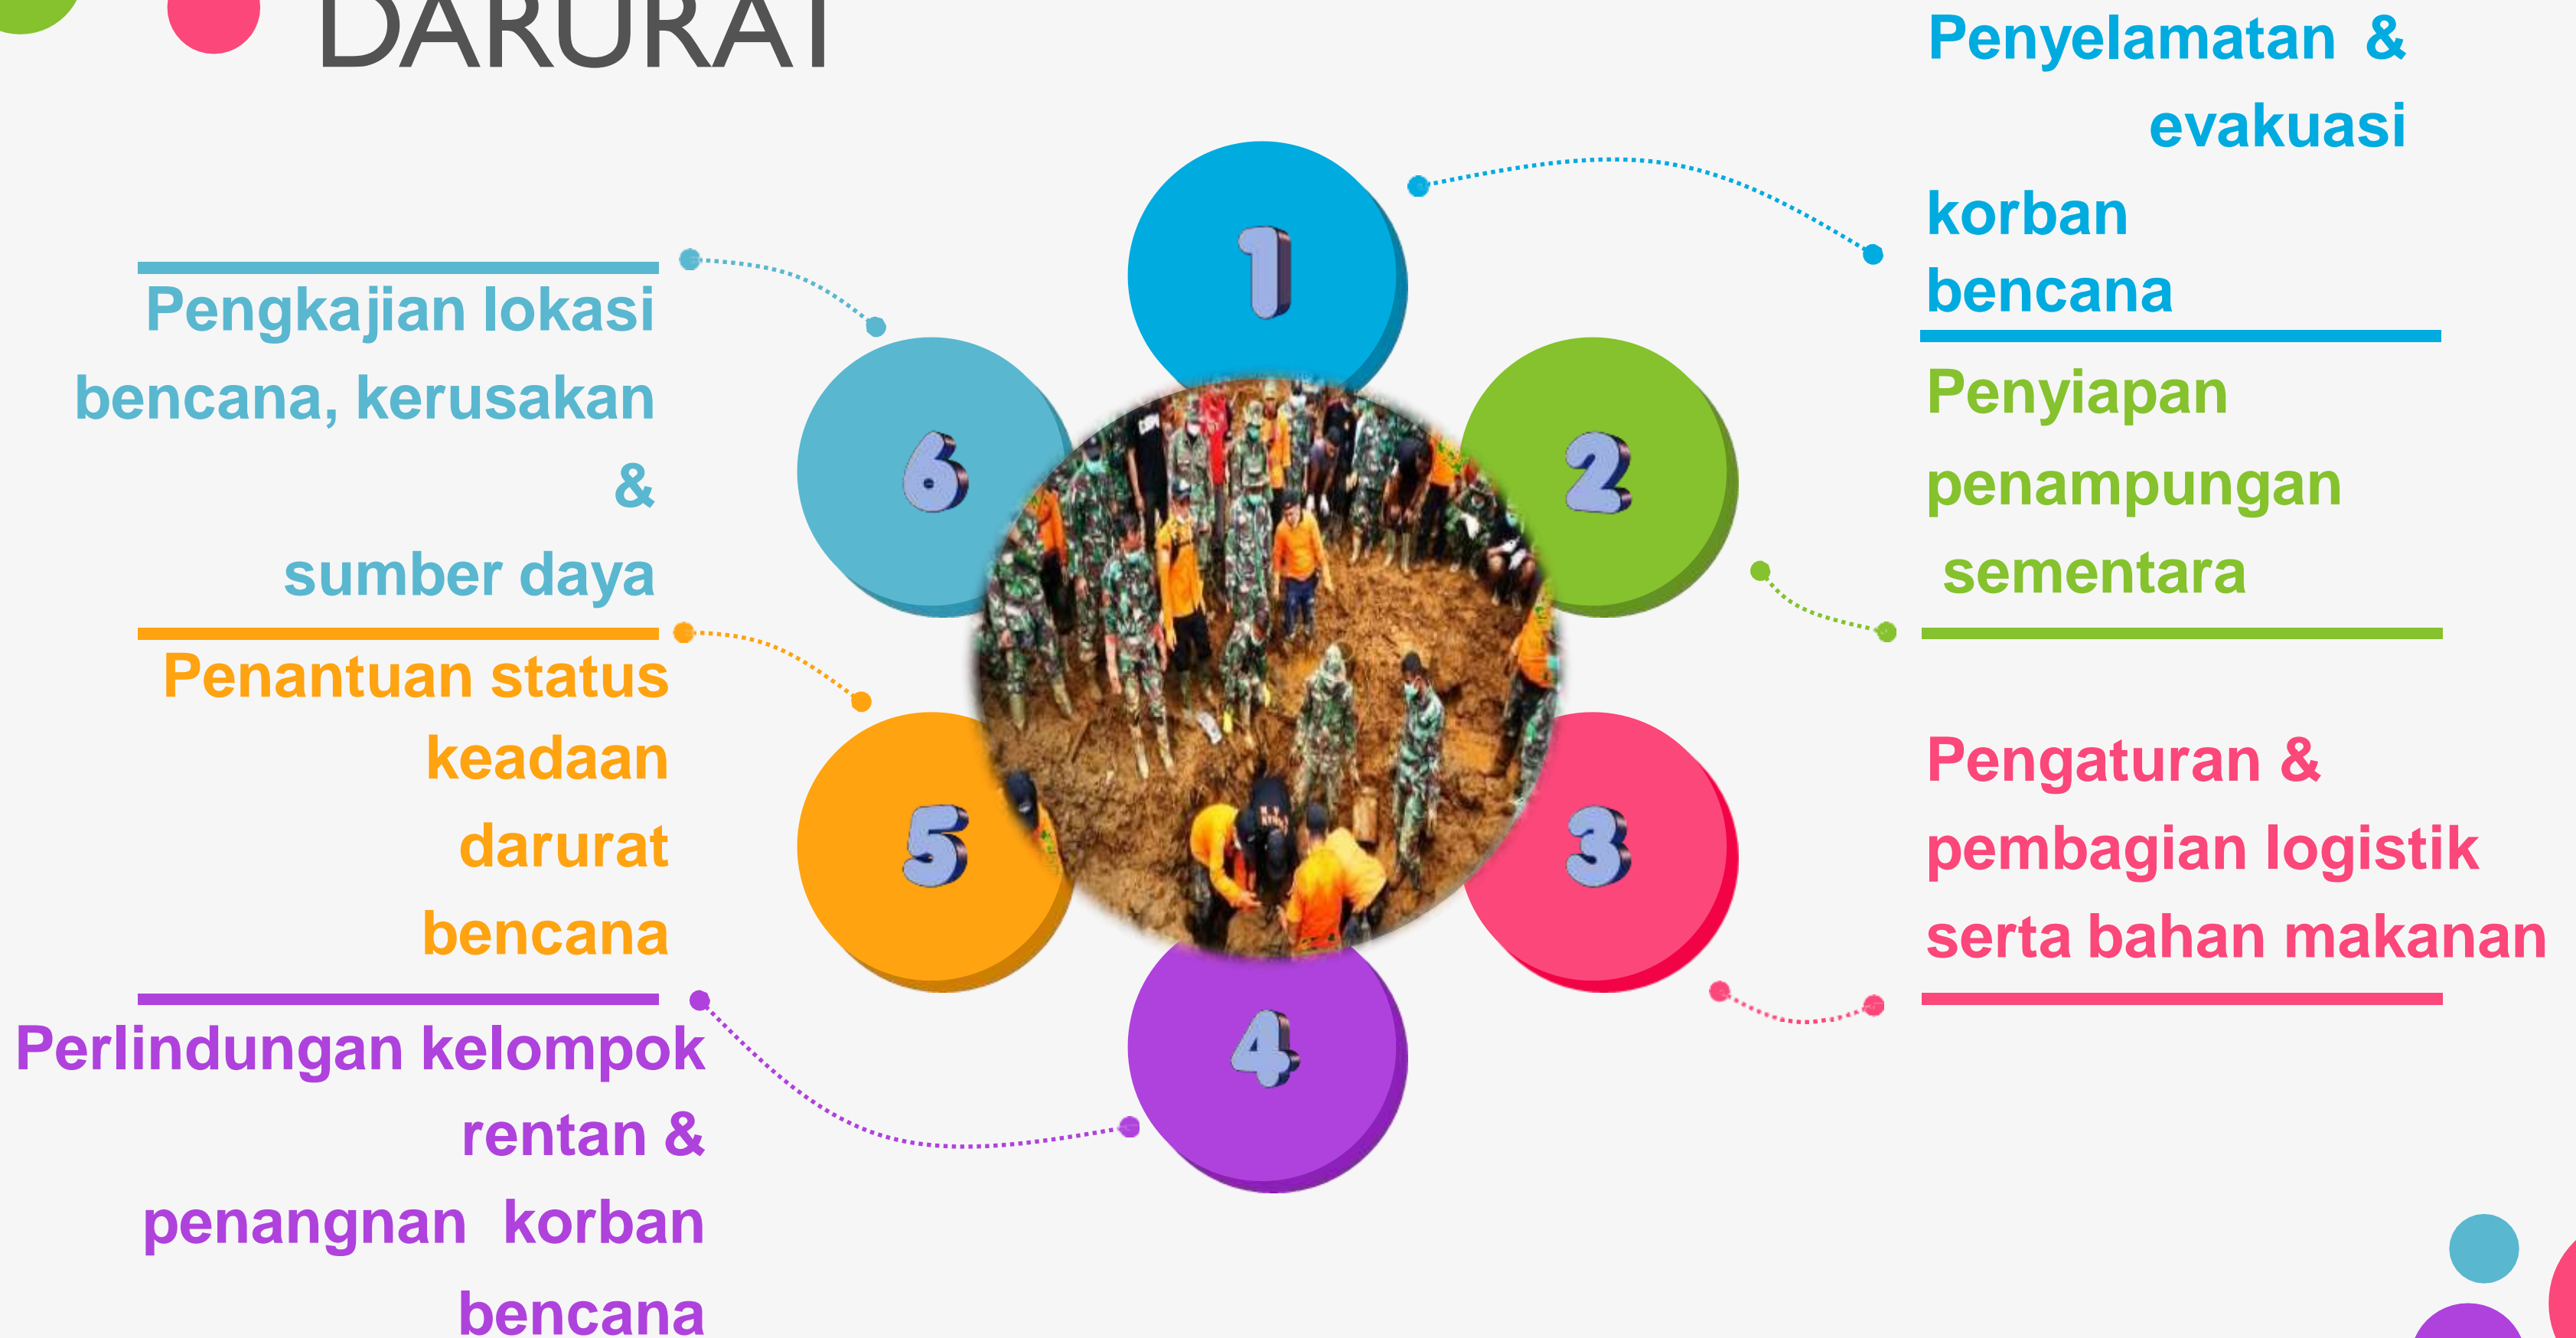 DARURAT
Penyelamatan &
evakuasi
korban
bencana
Penyiapan
penampungan
sementara
Pengaturan &
pembagian logistik
serta bahan makanan
Pengkajian lokasi
bencana, kerusakan
&
sumber daya
Penantuan status
keadaan
darurat
bencana
Perlindungan kelompok
rentan &
penangnan korban
bencana
1
2
3
4
5
6